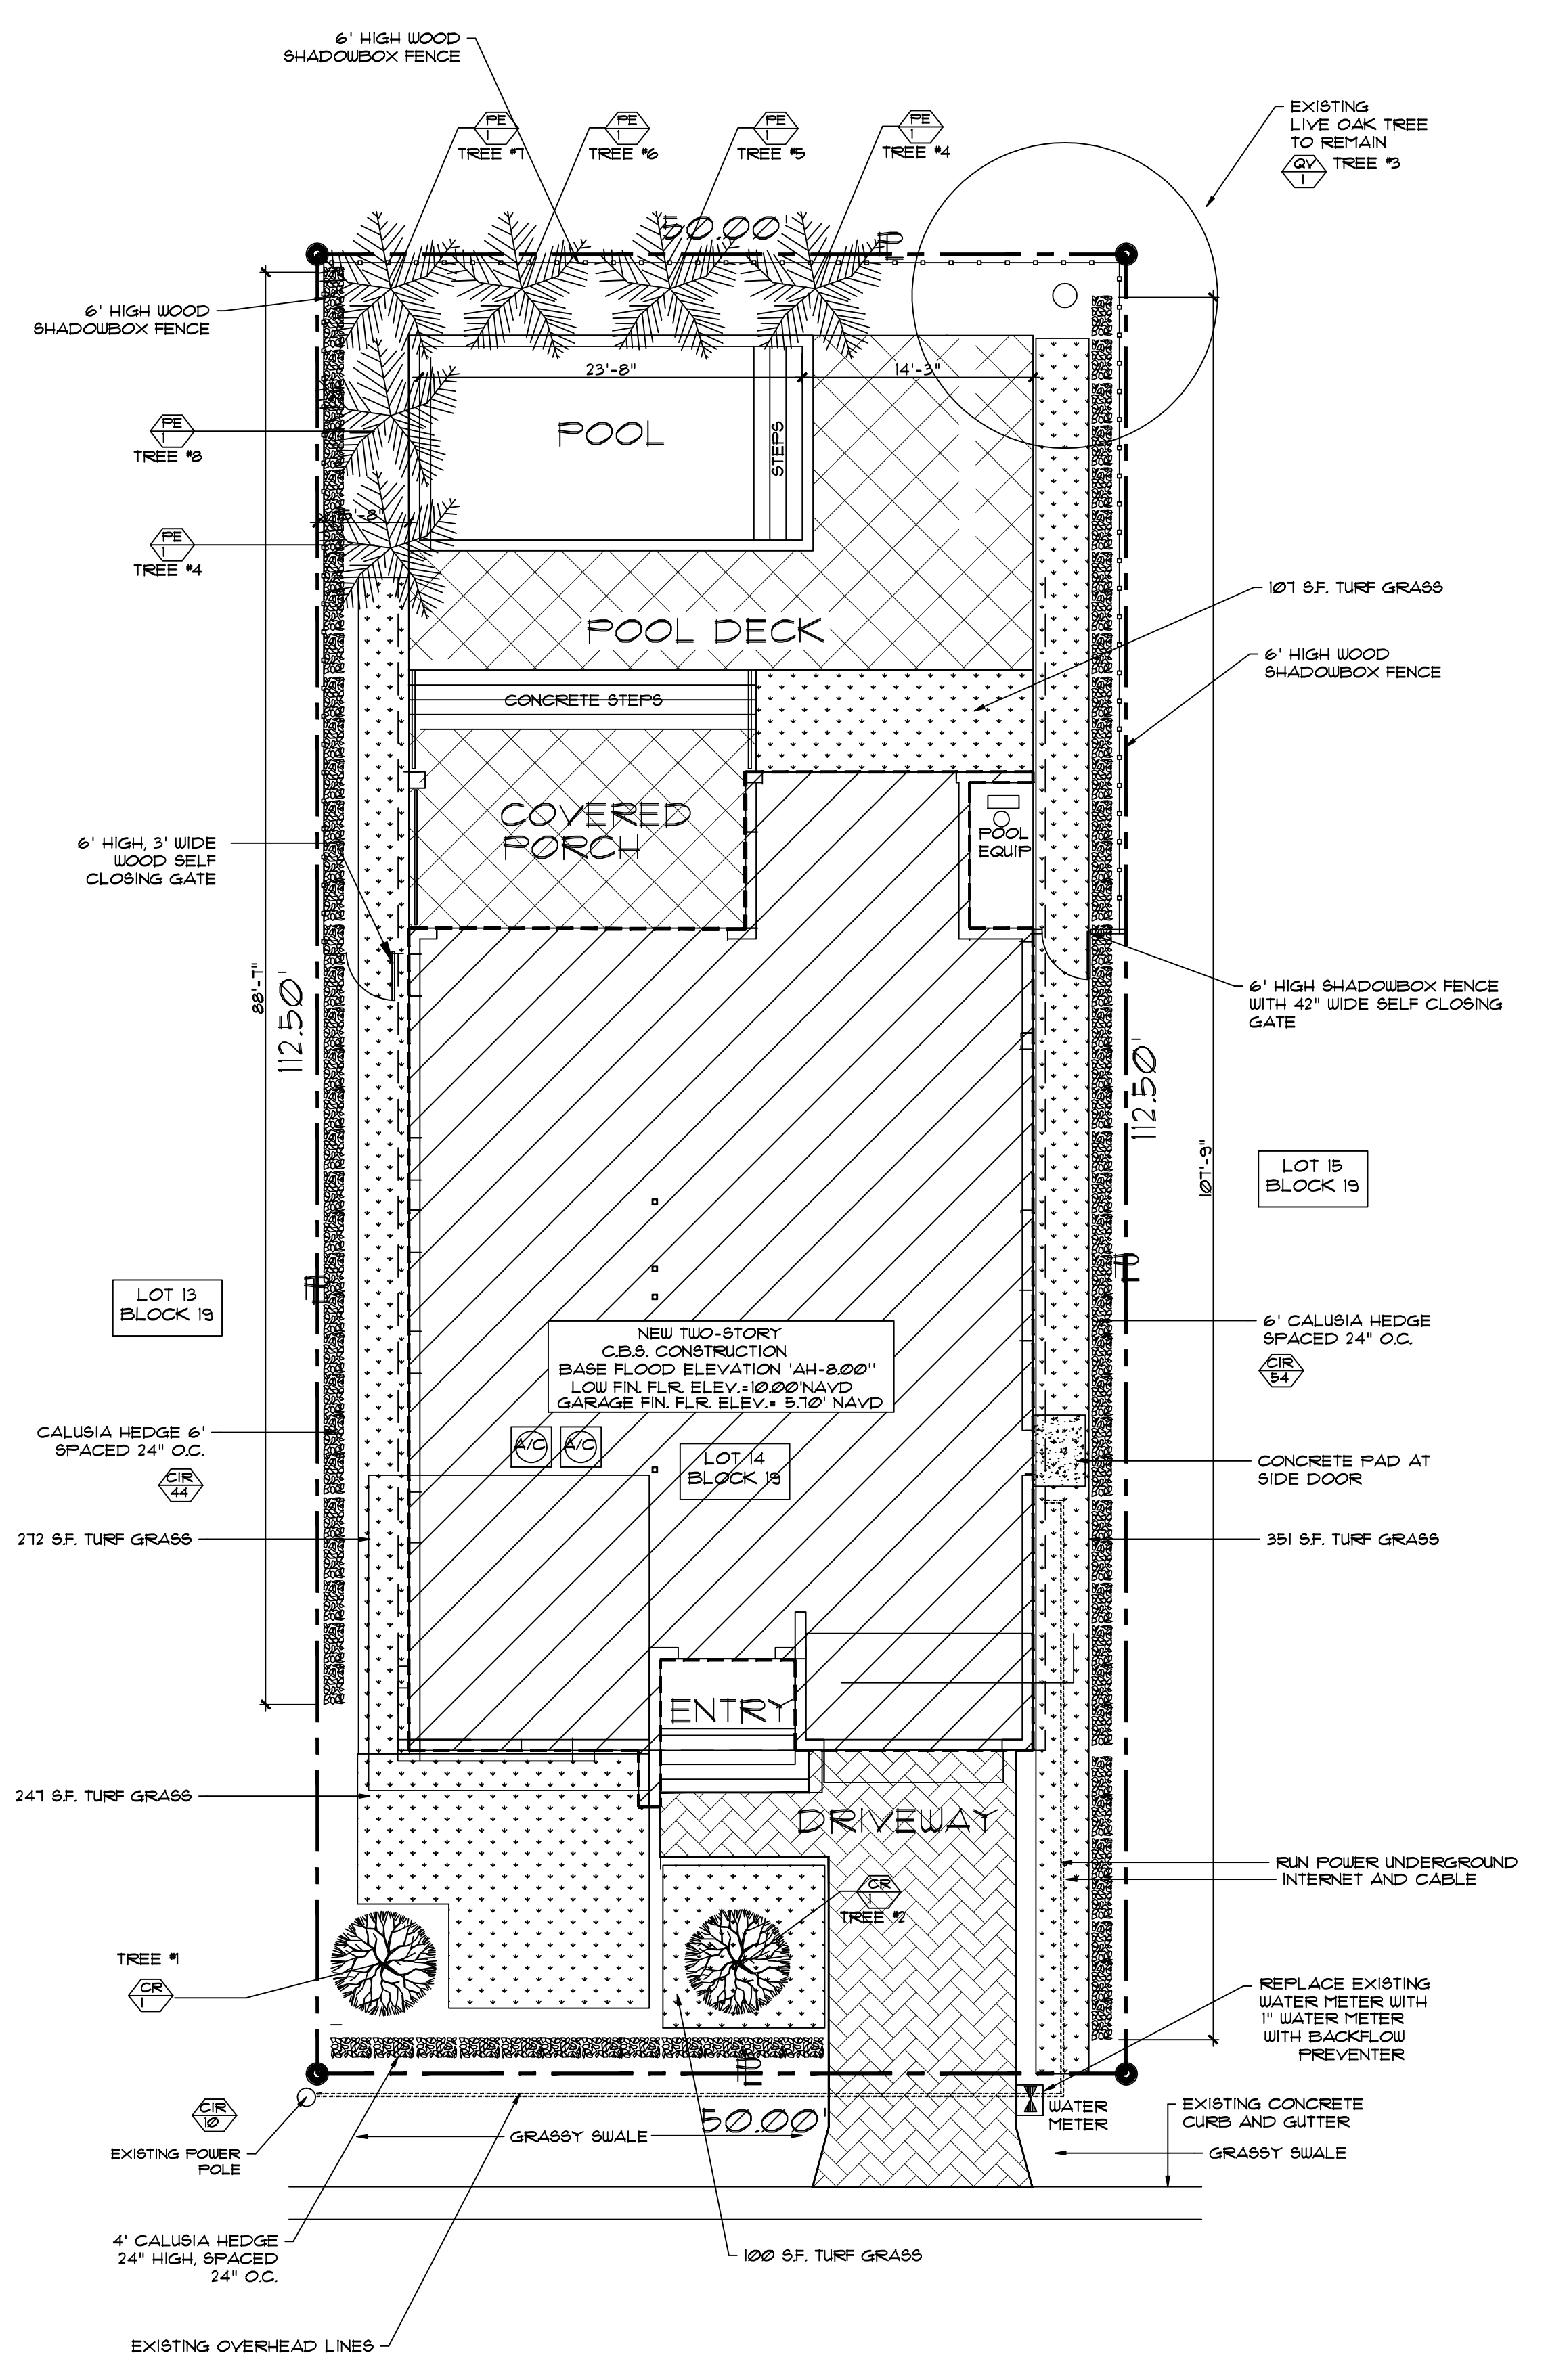 6' HIGH WOOD
SHADOWBOX FENCE
PE
1
TREE #7
PE
1
TREE #6
PE
1
TREE #5
PE
1
TREE #4
EXISTING
LIVE OAK TREE
TO REMAIN
QV
1
TREE #3
50.00'
6' HIGH WOOD
SHADOWBOX FENCE
23'-8"
14'-3"
POOL
STEPS
PE
1
TREE #8
5'-8"
PE
1
TREE #4
107 S.F. TURF GRASS
POOL DECK
6' HIGH WOOD
SHADOWBOX FENCE
CONCRETE STEPS
COVERED
PORCH
POOL
EQUIP
6' HIGH, 3' WIDE
WOOD SELF
CLOSING GATE
88'-7"
112.50'
6' HIGH SHADOWBOX FENCE
WITH 42" WIDE SELF CLOSING
GATE
112.50'
107'-9"
LOT 15
BLOCK 19
LOT 13
BLOCK 19
6' CALUSIA HEDGE
SPACED 24" O.C.
CIR
54
NEW TWO-STORY
C.B.S. CONSTRUCTION
BASE FLOOD ELEVATION 'AH-8.00''
LOW FIN. FLR. ELEV.=10.00'NAVD
GARAGE FIN. FLR. ELEV.= 5.70' NAVD
A/C
A/C
LOT 14
BLOCK 19
CALUSIA HEDGE 6'
SPACED 24" O.C.
CIR
44
CONCRETE PAD AT
SIDE DOOR
272 S.F. TURF GRASS
351 S.F. TURF GRASS
ENTRY
247 S.F. TURF GRASS
DRIVEWAY
RUN POWER UNDERGROUND
INTERNET AND CABLE
CR
1
TREE #2
TREE #1
CR
1
REPLACE EXISTING
WATER METER WITH
1" WATER METER
WITH BACKFLOW
PREVENTER
WATER
METER
CIR
10
50.00'
EXISTING CONCRETE
CURB AND GUTTER
GRASSY SWALE
GRASSY SWALE
EXISTING POWER
POLE
4' CALUSIA HEDGE
24" HIGH, SPACED
24" O.C.
100 S.F. TURF GRASS
EXISTING OVERHEAD LINES